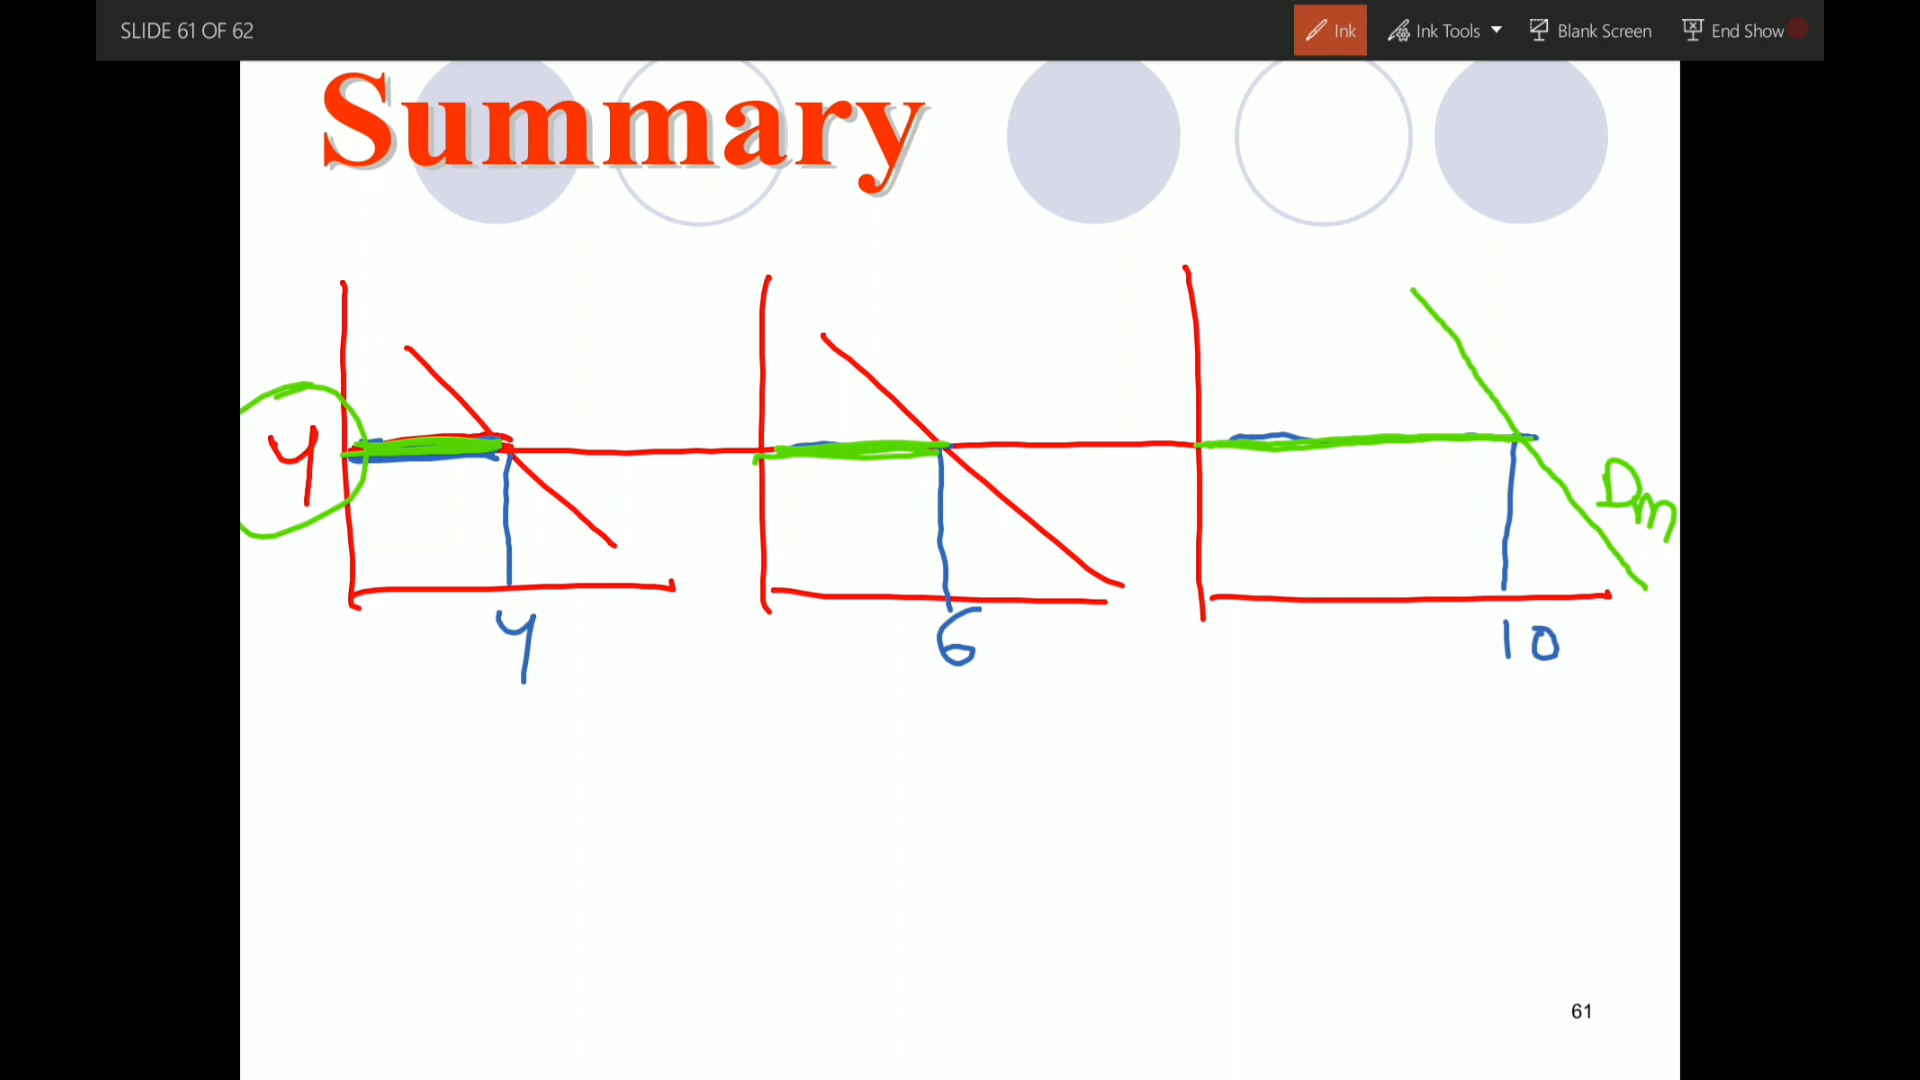 SLIDE 61 OF 62
Ink Ink Tools Blank Screen End Show
Summary
4
Dm
4 6 10
61